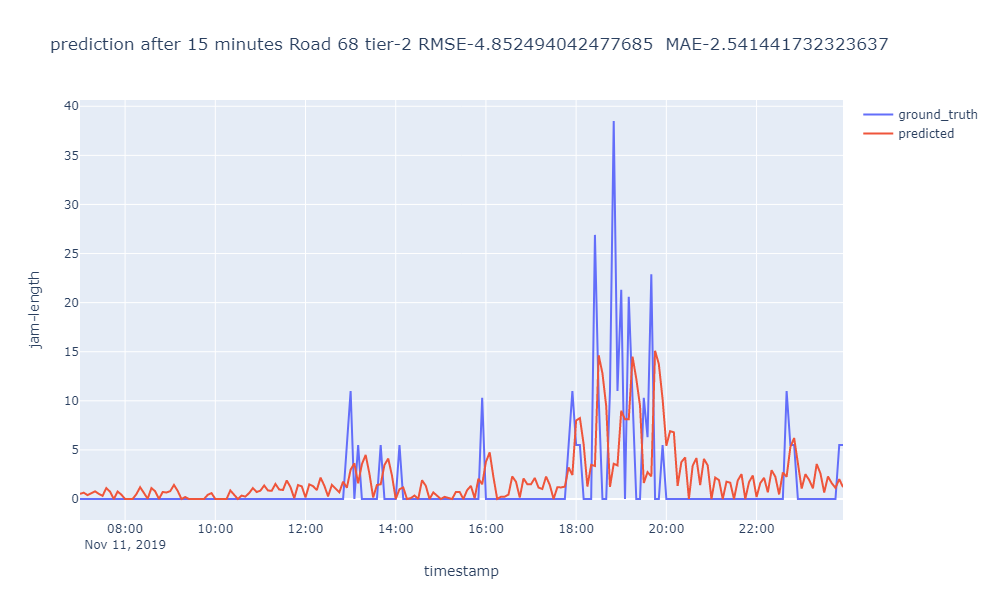 prediction after 15 minutes Road 68 tier-2 RMSE-4.852494042477685  MAE-2.541441732323637
ground_truth
predicted
40
35
30
25
20
15
10
5
0
jam-length
08:00 10:00 12:00 14:00 16:00 18:00 20:00 22:00
Nov 11, 2019
timestamp